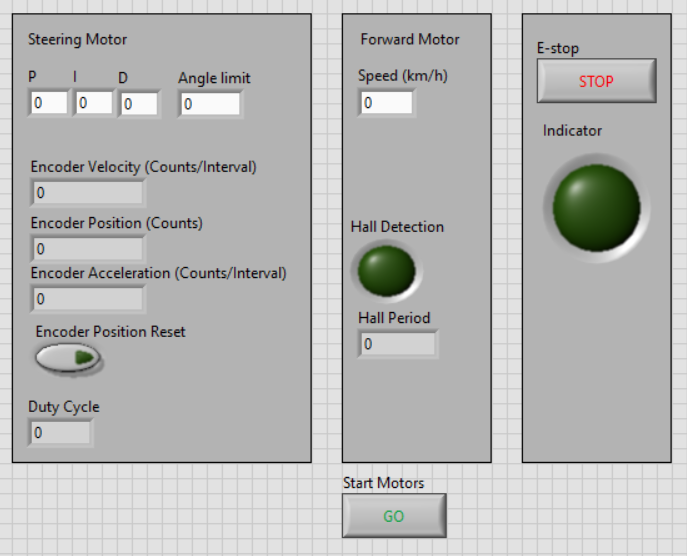 Steering Motor
P I D Angle limit
0 0 0 0
Encoder Velocity (Counts/Interval)
0
Encoder Position (Counts)
0
Encoder Acceleration (Counts/Interval)
0
Encoder Position Reset
Duty Cycle
0
Forward Motor
Speed (km/h)
0
Hall Detection
Hall Period
0
E-stop
STOP
Indicator
Start Motors
GO